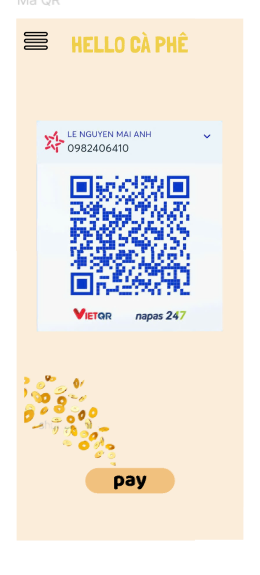 Mã QR
HELLO CÀ PHÊ
LE NGUYEN MAI ANH
0982406410
VIETQR
napas 247
pay